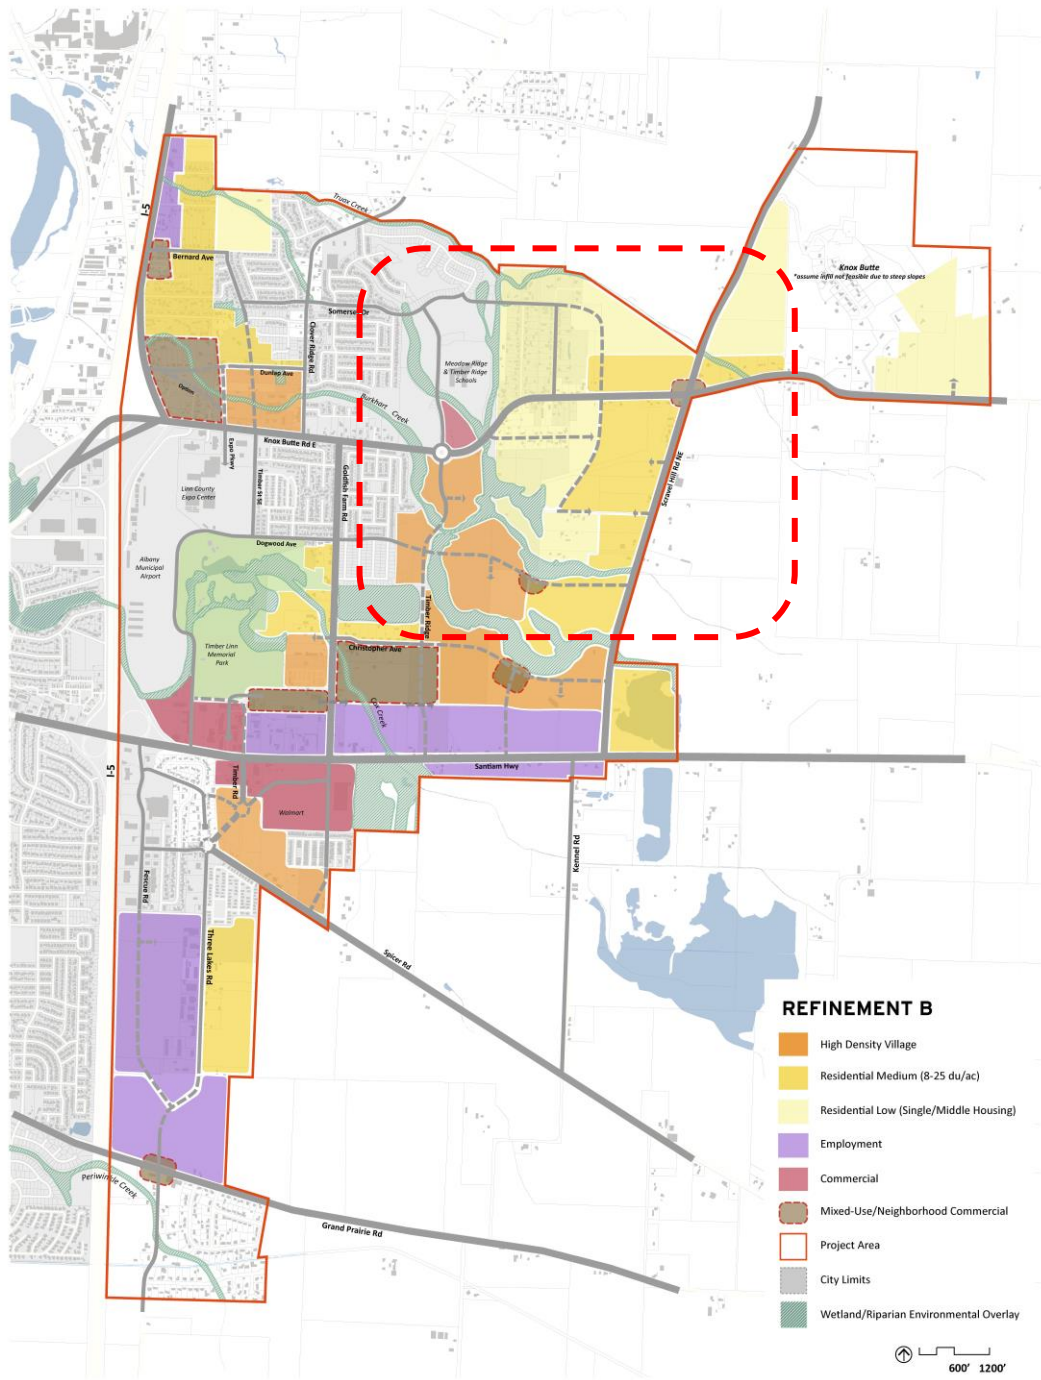 Truax Creek
I-5
Bernard Ave
Knox Butte
*assume infill not feasible due to steep slopes
Somerset Dr
Clover Ridge Rd
Meadow Ridge
& Timber Ridge
Schools
Dunlap Ave
Option
Burkhart Creek
Knox Butte Rd E
Expo Pkwy
Timber St SE
Goldfish Farm Rd
Scravel Hill Rd NE
Linn County
Expo Center
Dogwood Ave
Albany
Municipal
Airport
Timber Ridge
Timber Linn
Memorial
Park
Christopher Ave
Cox Creek
I-5
Santiam Hwy
Timber Rd
Walmart
Kennel Rd
Fescue Rd
Three Lakes Rd
Spicer Rd
Periwinkle Creek
Grand Prairie Rd
REFINEMENT B
High Density Village
Residential Medium (8-25 du/ac)
Residential Low (Single/Middle Housing)
Employment
Commercial
Mixed-Use/Neighborhood Commercial
Project Area
City Limits
Wetland/Riparian Environmental Overlay
600' 1200'